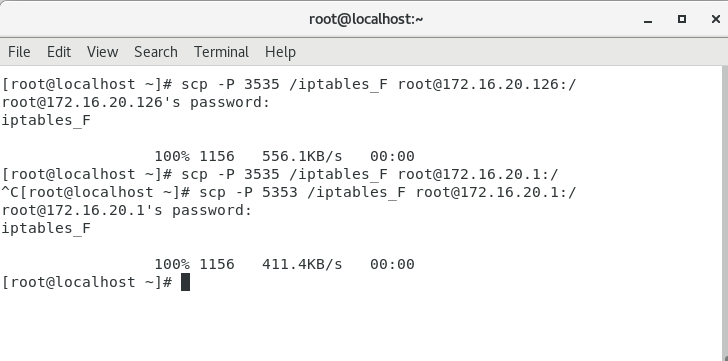 root@localhost:~
File Edit View Search Terminal Help
[root@localhost ~]# scp -P 3535 /iptables_F root@172.16.20.126:/
root@172.16.20.126's password:
iptables_F
100% 1156 556.1KB/s 00:00
[root@localhost ~]# scp -P 3535 /iptables_F root@172.16.20.1:/
^C[root@localhost ~]# scp -P 5353 /iptables_F root@172.16.20.1:/
root@172.16.20.1's password:
iptables_F
100% 1156 411.4KB/s 00:00
[root@localhost ~]#